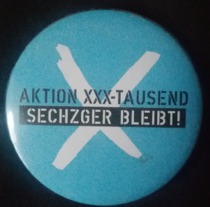 AKTION XXX-TAUSEND
SECHZGER BLEIBT!